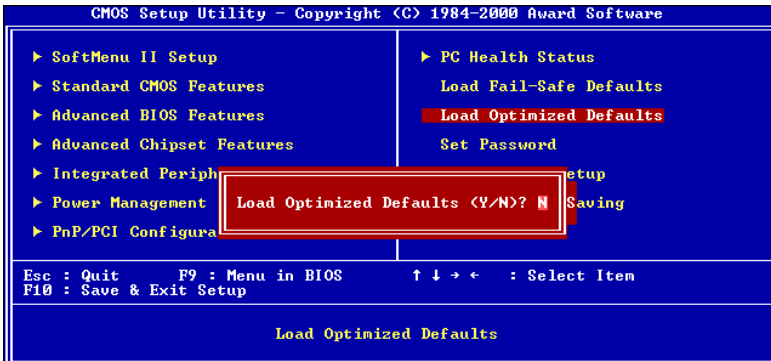 CMOS Setup Utility - Copyright (C) 1984-2000 Award Software
SoftMenu II Setup
Standard CMOS Features
Advanced BIOS Features
Advanced Chipset Features
Integrated Periph
Power Management
PnP/PCI Configura
PC Health Status
Load Fail-Safe Defaults
Load Optimized Defaults
Set Password
etup
Saving
Load Optimized Defaults (Y/N)? N
Esc : Quit F9 : Menu in BIOS ↑ ↓ → ← : Select Item
F10 : Save & Exit Setup
Load Optimized Defaults